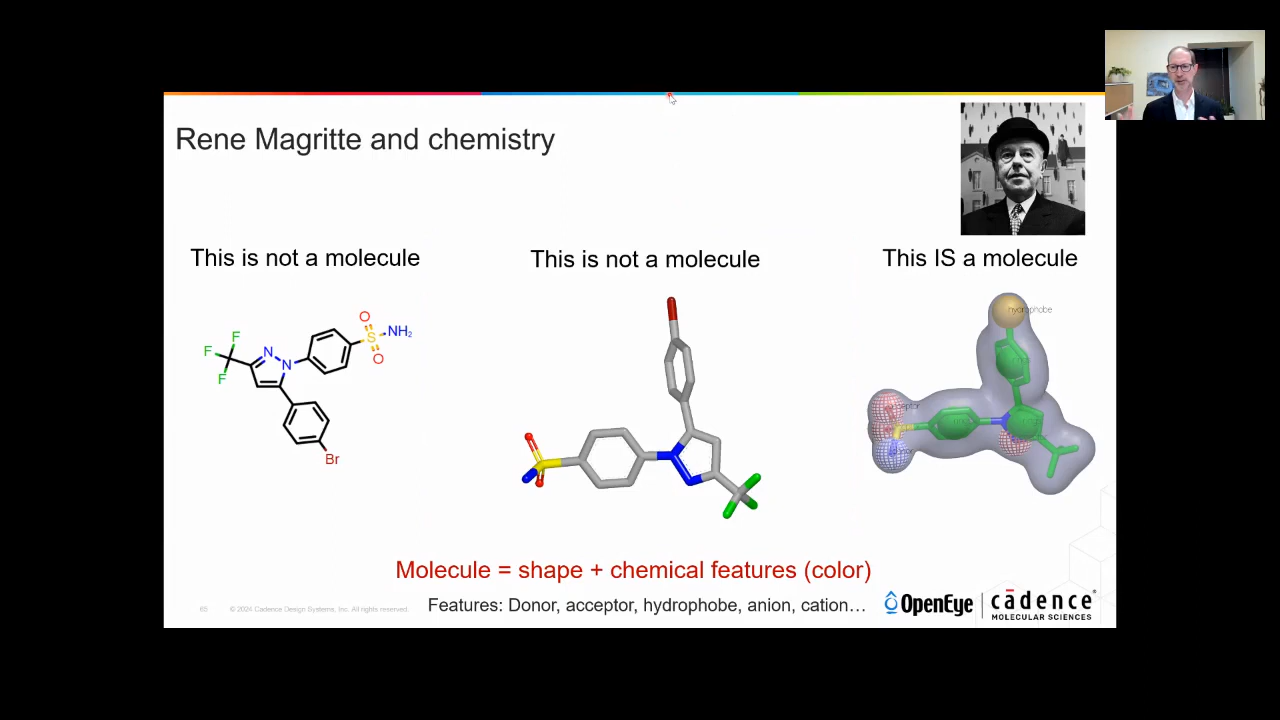 Rene Magritte and chemistry
This is not a molecule
This is not a molecule
This IS a molecule
F
F
F
N
N
O
S
NH₂
O
Br
hydrophobe
Molecule = shape + chemical features (color)
Features: Donor, acceptor, hydrophobe, anion, cation…
65 © 2024 Cadence Design Systems, Inc. All rights reserved.
OpenEye | cādence®
MOLECULAR SCIENCES